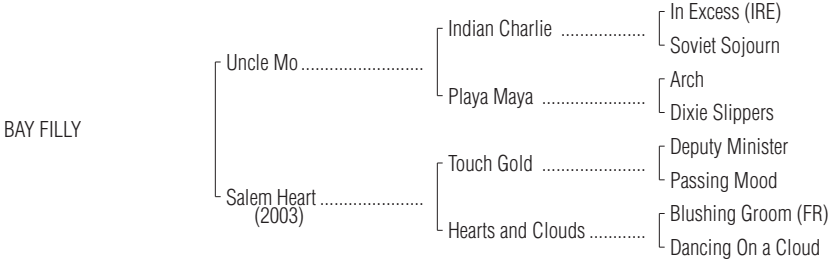 In Excess (IRE)
Indian Charlie ...................
Soviet Sojourn
Uncle Mo..........................
Arch
Playa Maya ......................
Dixie Slippers
BAY FILLY
Deputy Minister
Touch Gold ......................
Passing Mood
Salem Heart......................
(2003)
Blushing Groom (FR)
Hearts and Clouds............
Dancing On a Cloud